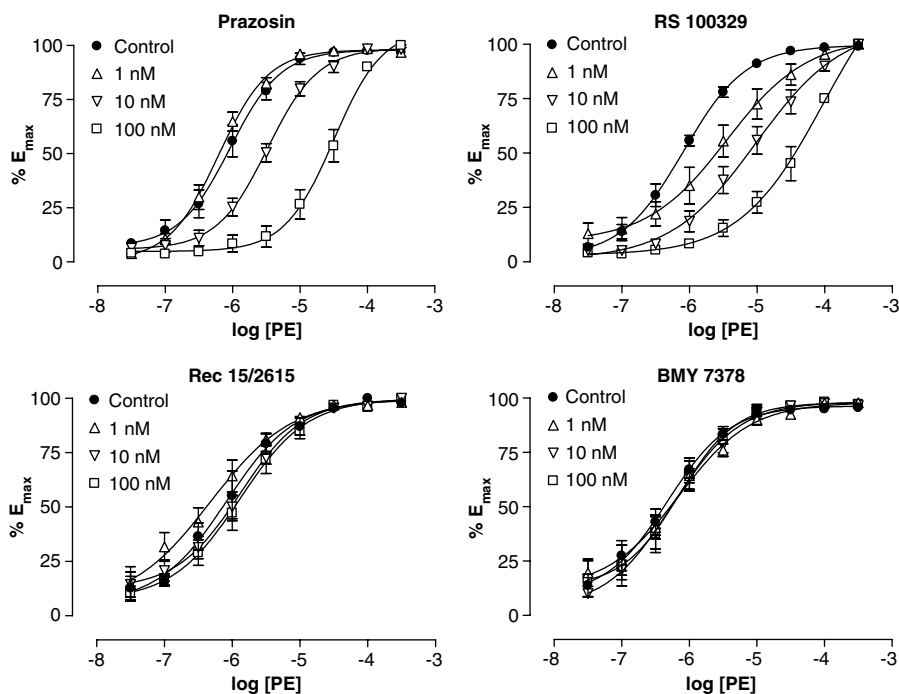 Prazosin
100
75
50
25
0
% Emax
Control
1 nM
10 nM
100 nM
-8 -7 -6 -5 -4 -3
log [PE]
RS 100329
100
75
50
25
0
% Emax
Control
1 nM
10 nM
100 nM
-8 -7 -6 -5 -4 -3
log [PE]
Rec 15/2615
100
75
50
25
0
% Emax
Control
1 nM
10 nM
100 nM
-8 -7 -6 -5 -4 -3
log [PE]
BMY 7378
100
75
50
25
0
% Emax
Control
1 nM
10 nM
100 nM
-8 -7 -6 -5 -4 -3
log [PE]